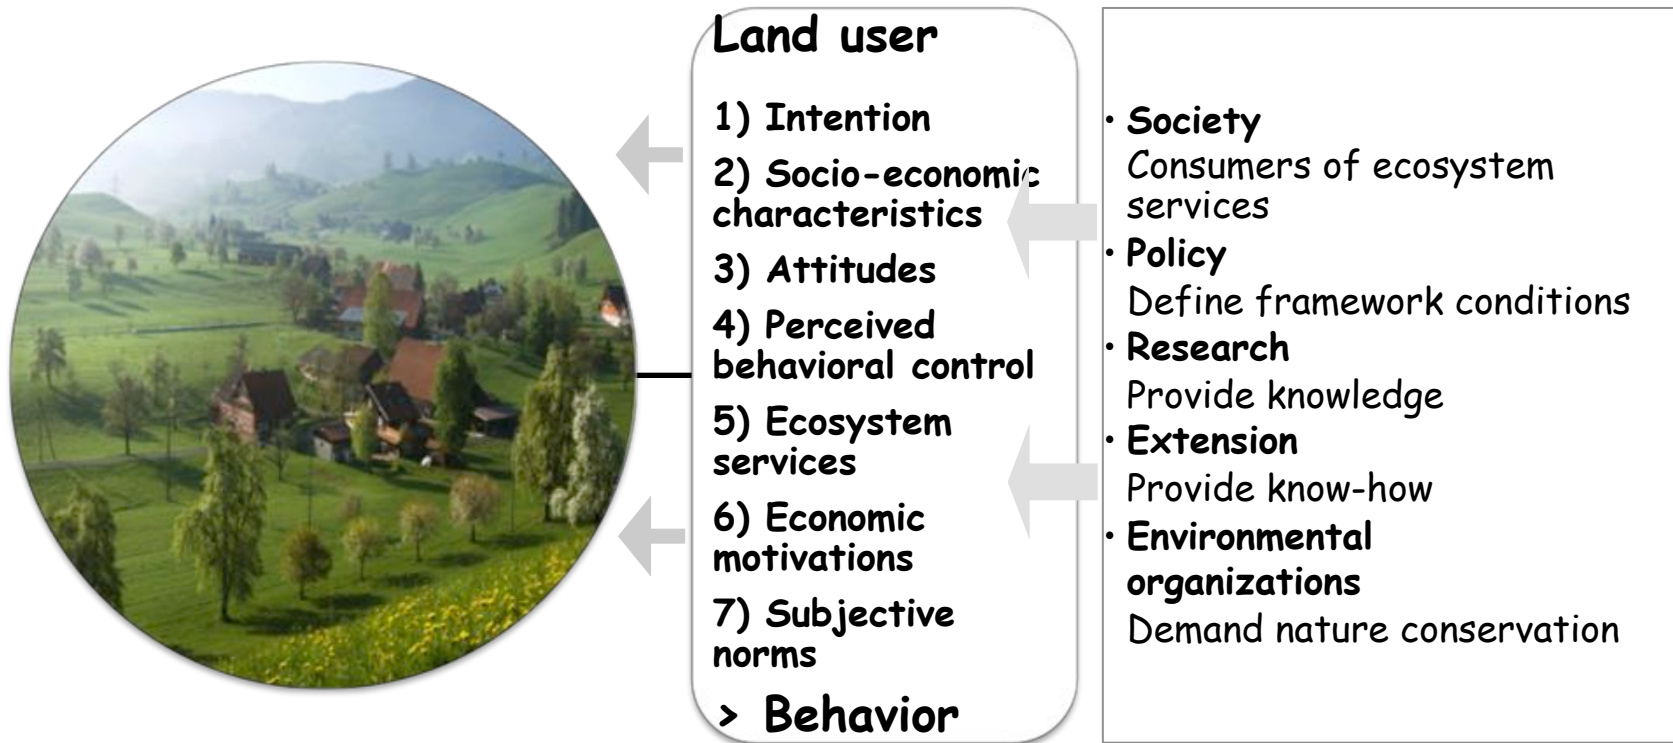 Land user
1) Intention
2) Socio-economic
characteristics
3) Attitudes
4) Perceived
behavioral control
5) Ecosystem
services
6) Economic
motivations
7) Subjective
norms
> Behavior
· Society
Consumers of ecosystem
services
· Policy
Define framework conditions
· Research
Provide knowledge
· Extension
Provide know-how
· Environmental
organizations
Demand nature conservation